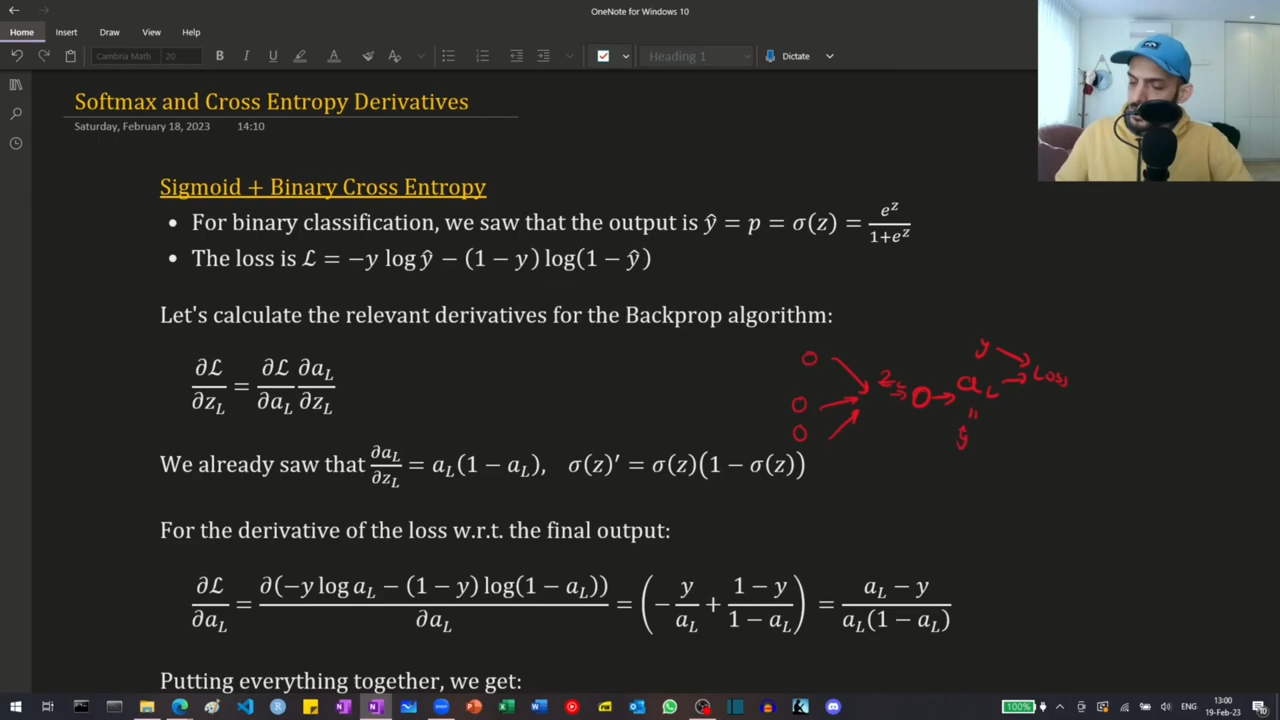 OneNote for Windows 10
Home Insert Draw View Help
Cambria Math 20 B I U A Heading 1 Dictate
Softmax and Cross Entropy Derivatives
Saturday, February 18, 2023 14:10
Sigmoid + Binary Cross Entropy
• For binary classification, we saw that the output is ŷ = p = σ(z) = e^z/(1+e^z)
• The loss is ℒ = −y log ŷ − (1 − y) log(1 − ŷ)
Let's calculate the relevant derivatives for the Backprop algorithm:
y
∂ℒ/∂z_L = ∂ℒ/∂a_L ∂a_L/∂z_L
z_L a_L Loss
ŷ
We already saw that ∂a_L/∂z_L = a_L(1 − a_L), σ(z)′ = σ(z)(1 − σ(z))
For the derivative of the loss w.r.t. the final output:
∂ℒ/∂a_L = ∂(−y log a_L − (1 − y) log(1 − a_L))/∂a_L = (−y/a_L + (1 − y)/(1 − a_L)) = (a_L − y)/(a_L(1 − a_L))
Putting everything together, we get:
100% ENG 13:00
19-Feb-23